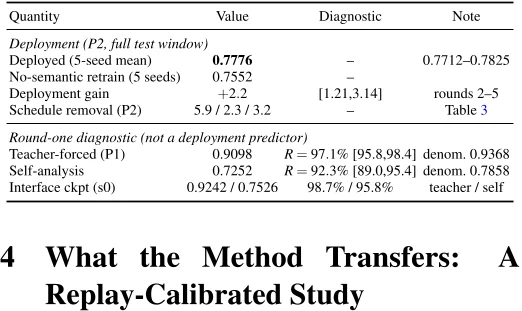 Quantity Value Diagnostic Note
Deployment (P2, full test window)
Deployed (5-seed mean) 0.7776 – 0.7712–0.7825
No-semantic retrain (5 seeds) 0.7552 –
Deployment gain +2.2 [1.21,3.14] rounds 2–5
Schedule removal (P2) 5.9 / 2.3 / 3.2 – Table 3
Round-one diagnostic (not a deployment predictor)
Teacher-forced (P1) 0.9098 R = 97.1% [95.8,98.4] denom. 0.9368
Self-analysis 0.7252 R = 92.3% [89.0,95.4] denom. 0.7858
Interface ckpt (s0) 0.9242 / 0.7526 98.7% / 95.8% teacher / self
4 What the Method Transfers: A
Replay-Calibrated Study